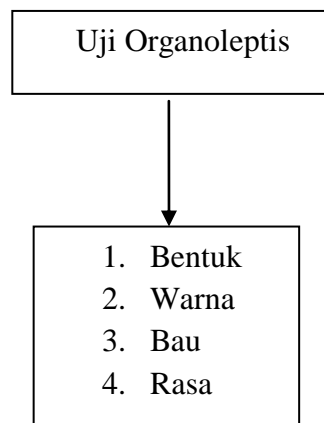 Uji Organoleptis
1. Bentuk
2. Warna
3. Bau
4. Rasa